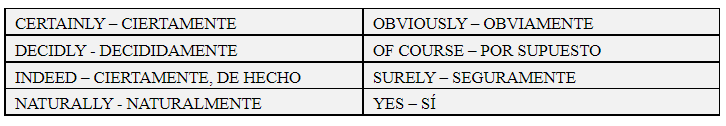 CERTAINLY – CIERTAMENTE OBVIOUSLY – OBVIAMENTE
DECIDLY - DECIDIDAMENTE OF COURSE – POR SUPUESTO
INDEED – CIERTAMENTE, DE HECHO SURELY – SEGURAMENTE
NATURALLY - NATURALMENTE YES – SÍ